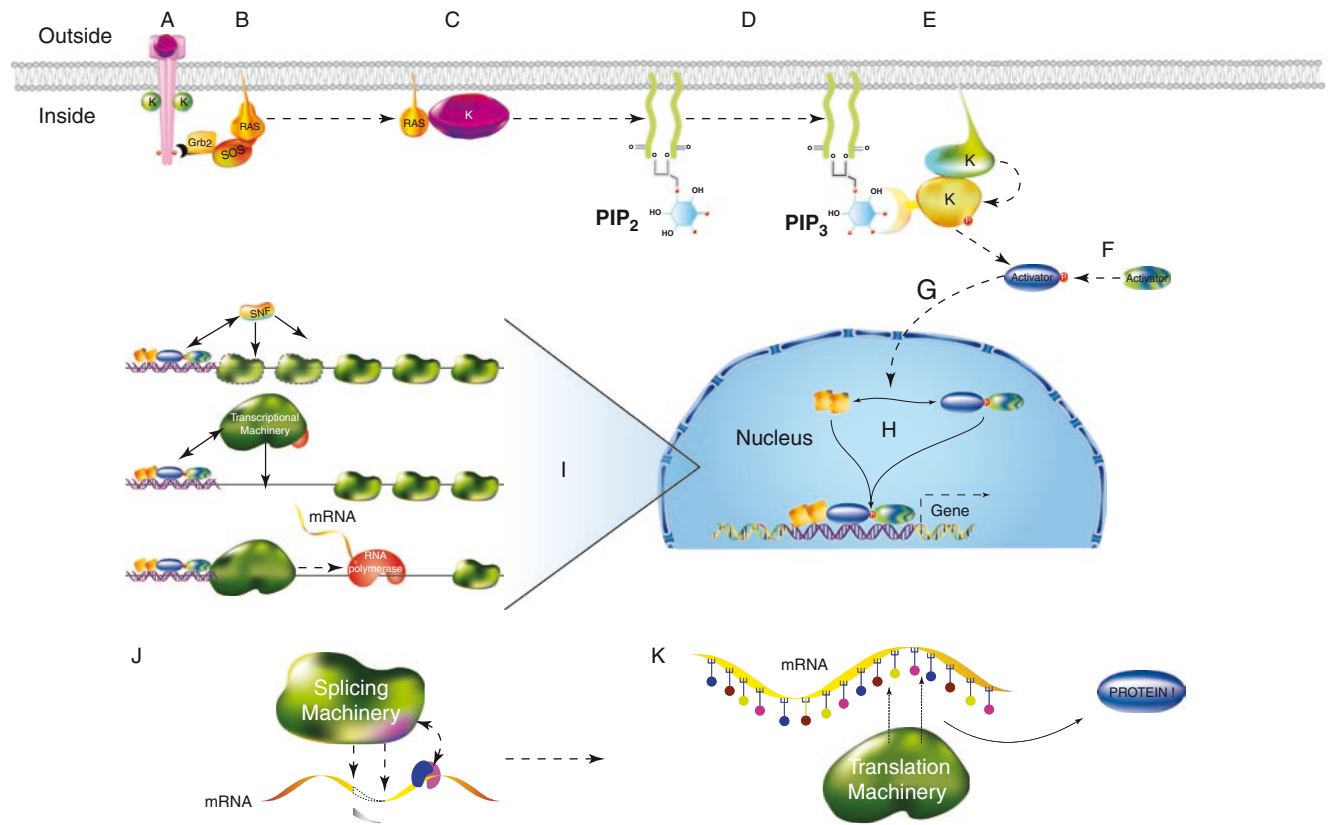 A
B
C
D
E
Outside
Inside
K
K
Grb2
SOS
RAS
RAS
K
O
O
O
O
OH
HO
OH
HO
PIP2
O
O
O
O
OH
HO
PIP3
K
K
P
F
Activator
P
Activator
G
SNF
Transcriptional
Machinery
mRNA
RNA
polymerase
I
Nucleus
H
P
P
Gene
J
Splicing
Machinery
mRNA
K
mRNA
Translation
Machinery
PROTEIN !